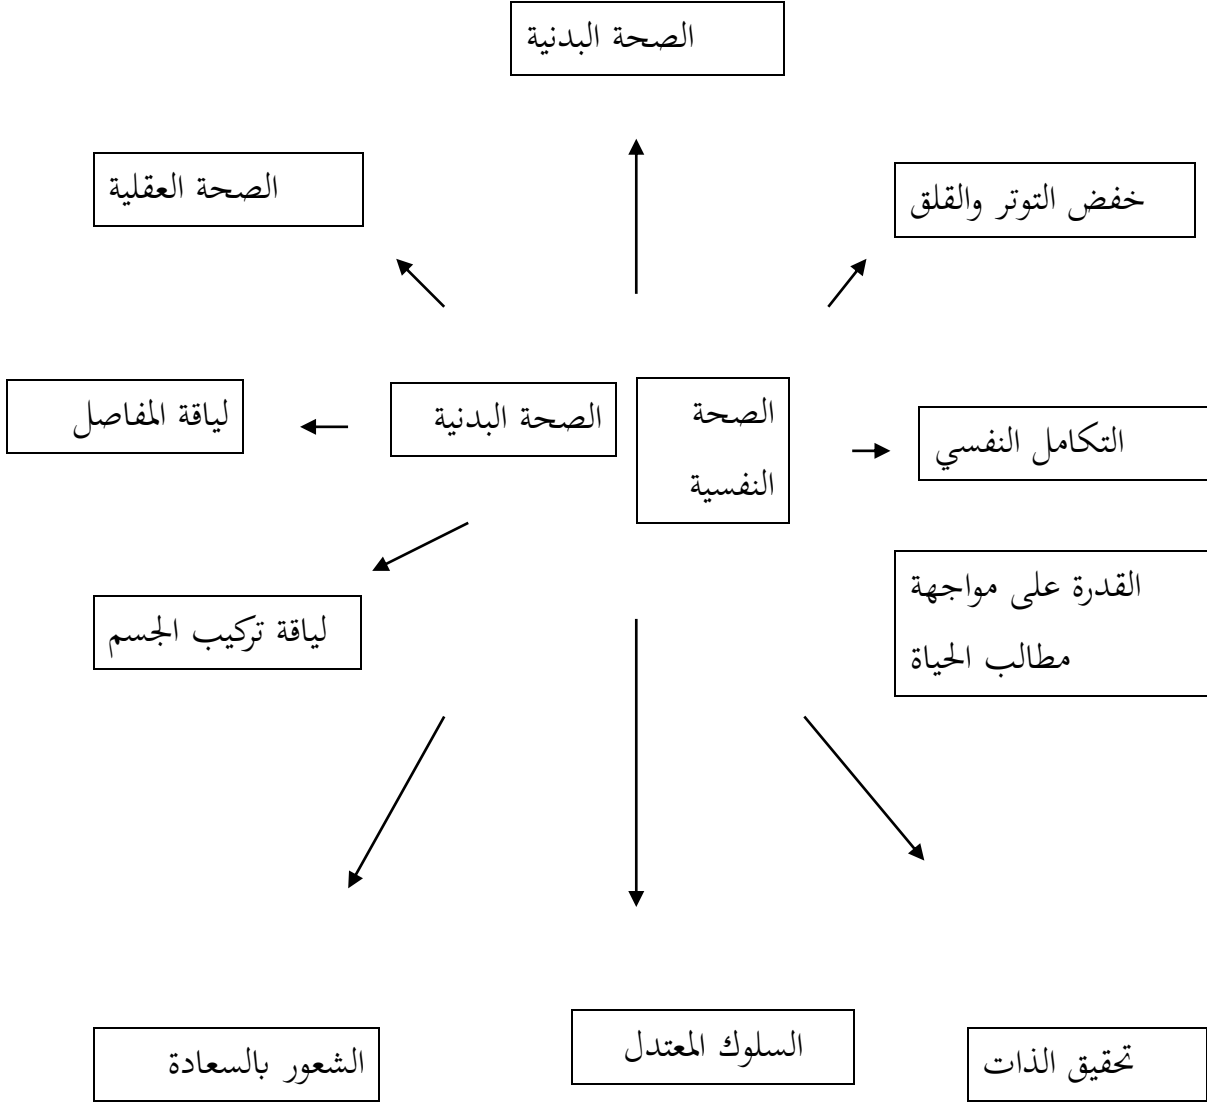 الصحة البدنية
خفض التوتر والقلق
الصحة العقلية
الصحة
النفسية
الصحة البدنية
لياقة المفاصل
التكامل النفسي
القدرة على مواجهة
مطالب الحياة
لياقة تركيب الجسم
تحقيق الذات
السلوك المعتدل
الشعور بالسعادة